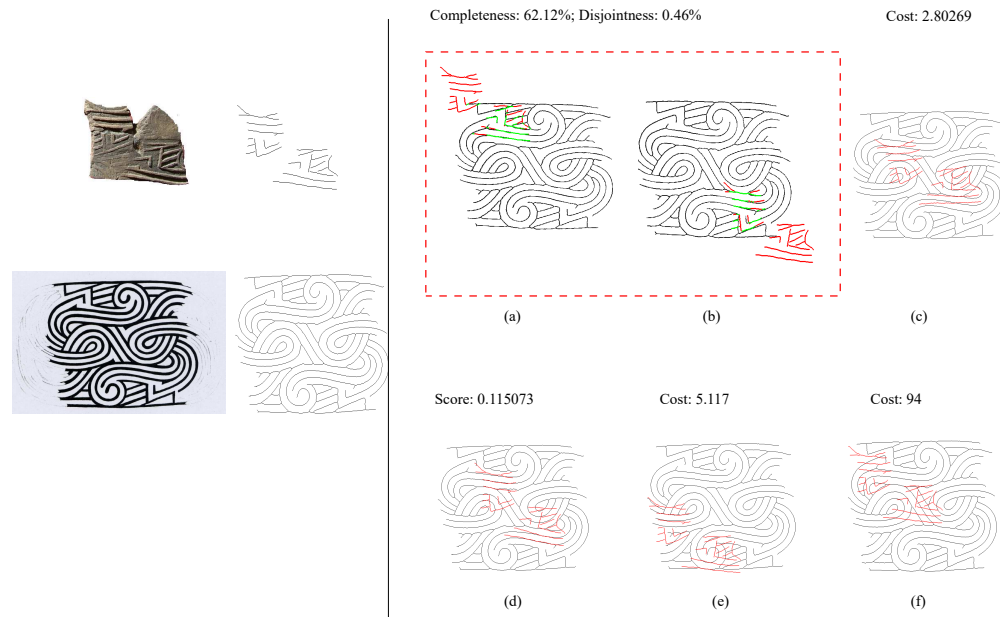 Completeness: 62.12%; Disjointness: 0.46%
Cost: 2.80269
(a)
(b)
(c)
Score: 0.115073
Cost: 5.117
Cost: 94
(d)
(e)
(f)